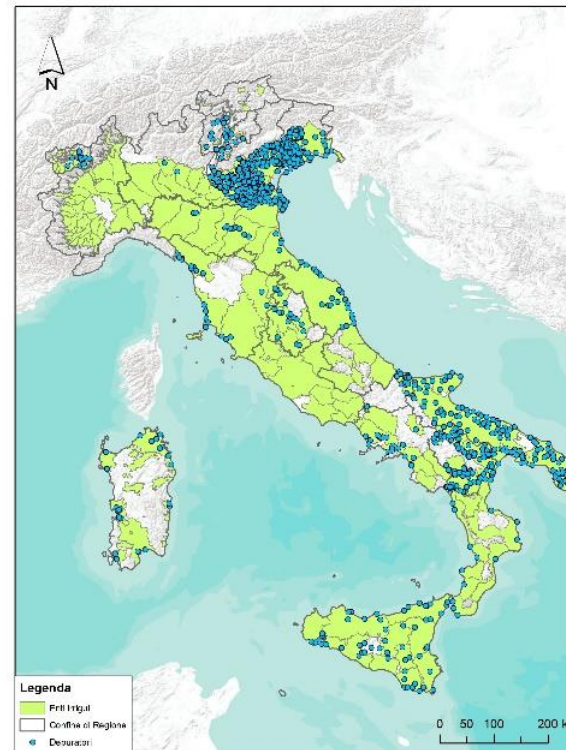 N
Legenda
Enti Irrigui
Confine di Regione
Depuratori
0 50 100 200 k